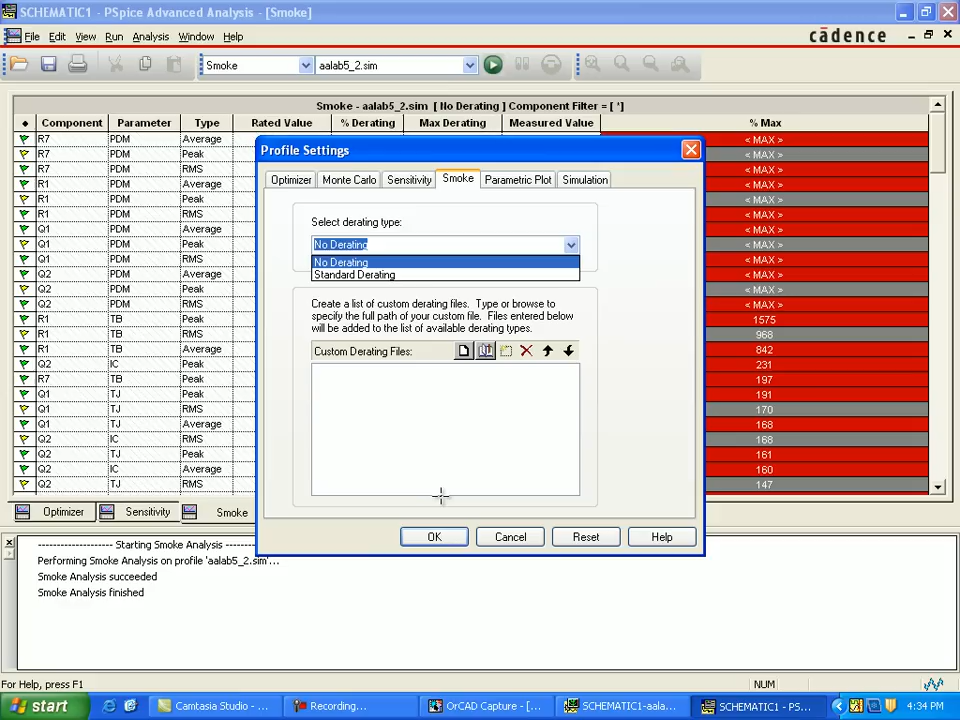 SCHEMATIC1 - PSpice Advanced Analysis - [Smoke]
File Edit View Run Analysis Window Help
cādence
Smoke aalab5_2.sim
Smoke - aalab5_2.sim [ No Derating ] Component Filter = [ *]
Component Parameter Type Rated Value % Derating Max Derating Measured Value % Max
R7 PDM Average < MAX >
R7 PDM Peak < MAX >
R7 PDM RMS < MAX >
R1 PDM Average < MAX >
R1 PDM Peak < MAX >
R1 PDM RMS < MAX >
Q1 PDM Average < MAX >
Q1 PDM Peak < MAX >
Q1 PDM RMS < MAX >
Q2 PDM Average < MAX >
Q2 PDM Peak < MAX >
Q2 PDM RMS < MAX >
R1 TB Peak 1575
R1 TB RMS 968
R1 TB Average 842
Q2 IC Peak 231
R7 TB Peak 197
Q1 TJ Peak 191
Q1 TJ RMS 170
Q1 TJ Average 168
Q2 IC RMS 168
Q2 TJ Peak 161
Q2 IC Average 160
Q2 TJ RMS 147
Profile Settings
Optimizer Monte Carlo Sensitivity Smoke Parametric Plot Simulation
Select derating type:
No Derating
No Derating
Standard Derating
Create a list of custom derating files. Type or browse to
specify the full path of your custom file. Files entered below
will be added to the list of available derating types.
Custom Derating Files:
OK Cancel Reset Help
Optimizer Sensitivity Smoke
-------------------- Starting Smoke Analysis --------
Performing Smoke Analysis on profile 'aalab5_2.sim'...
Smoke Analysis succeeded
Smoke Analysis finished
For Help, press F1 NUM
start Camtasia Studio - ... Recording... OrCAD Capture - [... SCHEMATIC1-aala... SCHEMATIC1 - PS... 4:34 PM